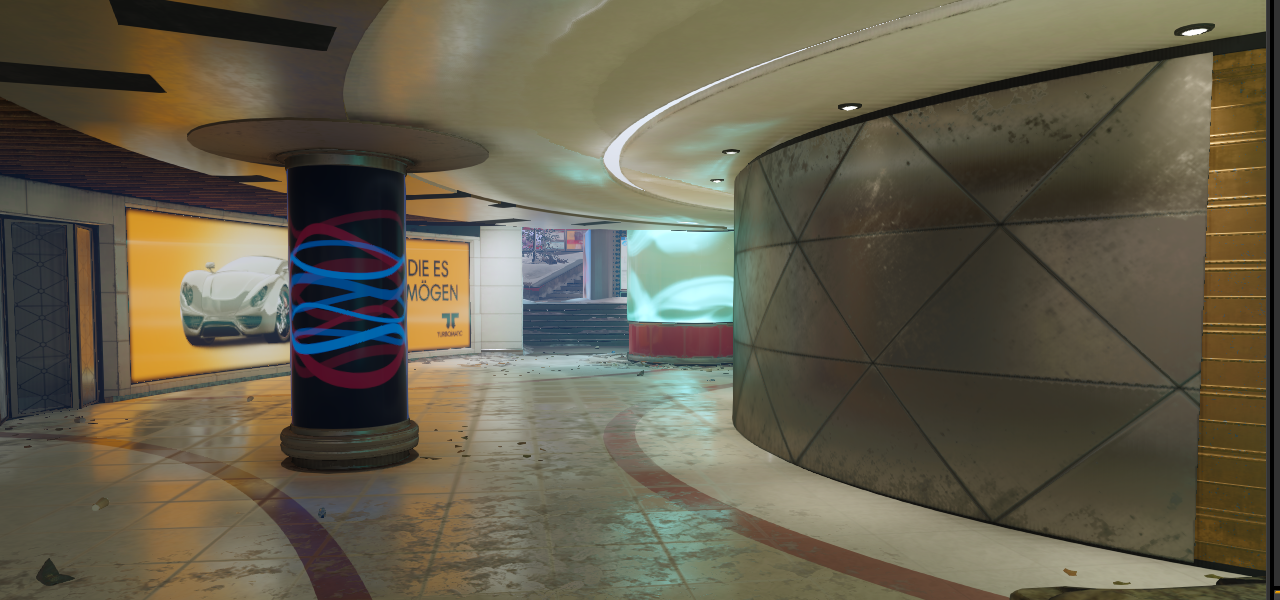 DIE ES
MÖGEN
TURBOMATIC